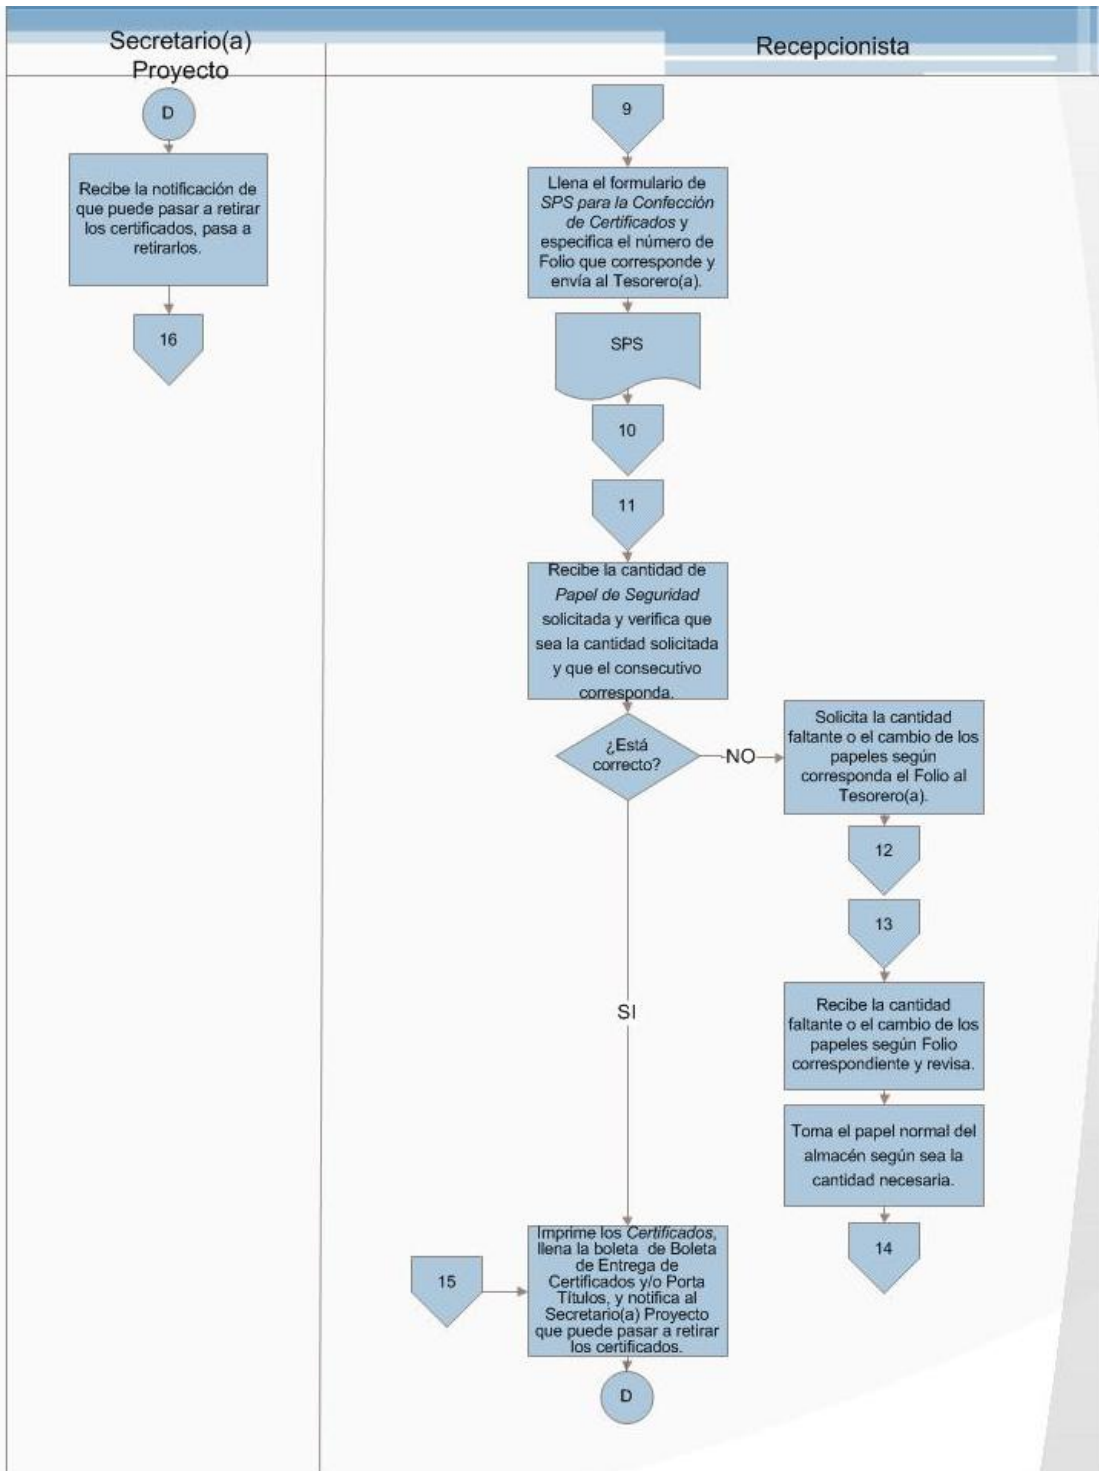 Secretario(a)
Proyecto
Recepcionista
D
Recibe la notificación de
que puede pasar a retirar
los certificados, pasa a
retirarlos.
16
9
Llena el formulario de
SPS para la Confección
de Certificados y
especifica el número de
Folio que corresponde y
envía al Tesorero(a).
SPS
10
11
Recibe la cantidad de
Papel de Seguridad
solicitada y verifica que
sea la cantidad solicitada
y que el consecutivo
corresponda.
¿Está
correcto?
NO
Solicita la cantidad
faltante o el cambio de los
papeles según
corresponda el Folio al
Tesorero(a).
12
13
Recibe la cantidad
faltante o el cambio de los
papeles según Folio
correspondiente y revisa.
Toma el papel normal del
almacén según sea la
cantidad necesaria.
14
SI
15
Imprime los Certificados,
llena la boleta de Boleta
de Entrega de
Certificados y/o Porta
Títulos, y notifica al
Secretario(a) Proyecto
que puede pasar a retirar
los certificados.
D